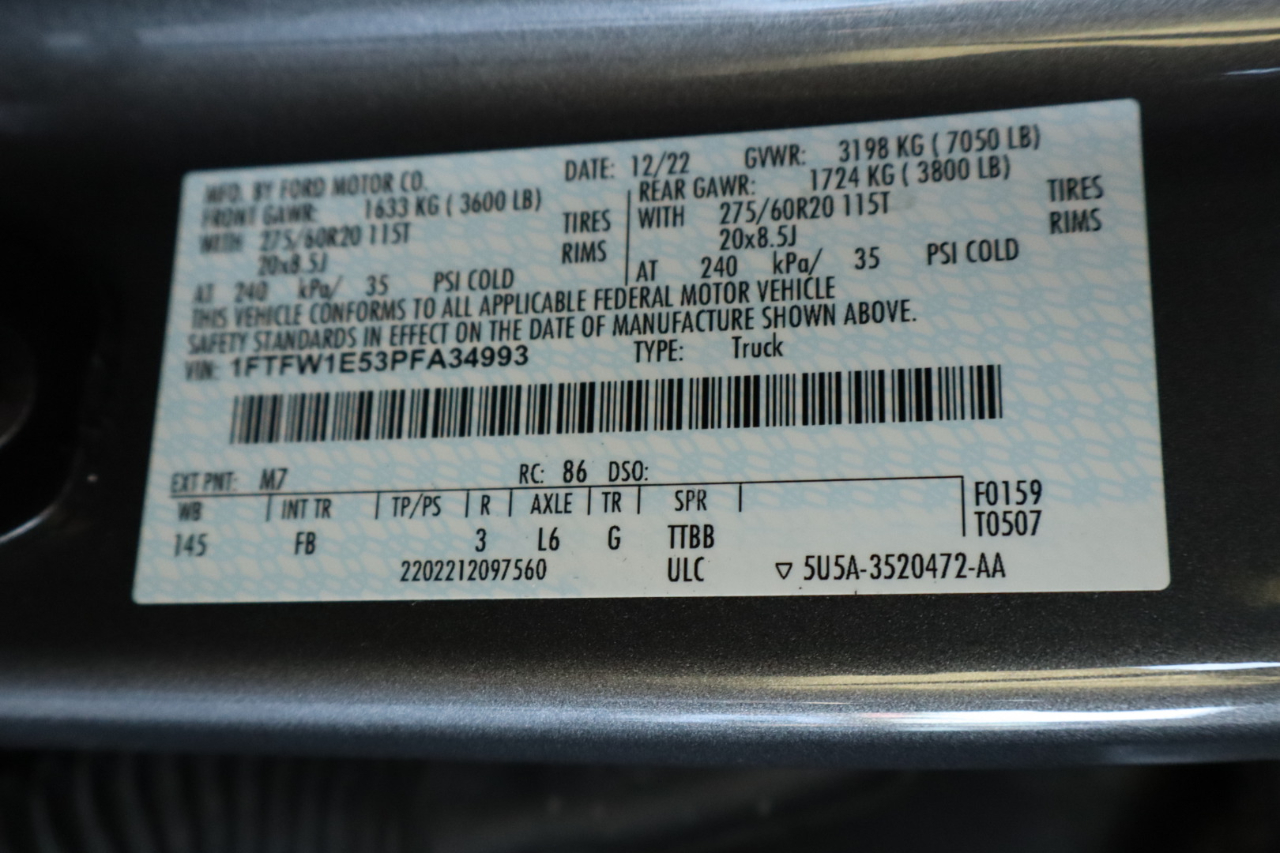 MFD. BY FORD MOTOR CO. DATE: 12/22 GVWR: 3198 KG ( 7050 LB)
FRONT GAWR: 1633 KG ( 3600 LB) REAR GAWR: 1724 KG ( 3800 LB)
WITH 275/60R20 115T TIRES WITH 275/60R20 115T TIRES
20x8.5J RIMS 20x8.5J RIMS
AT 240 kPa/ 35 PSI COLD AT 240 kPa/ 35 PSI COLD
THIS VEHICLE CONFORMS TO ALL APPLICABLE FEDERAL MOTOR VEHICLE
SAFETY STANDARDS IN EFFECT ON THE DATE OF MANUFACTURE SHOWN ABOVE.
VIN: 1FTFW1E53PFA34993 TYPE: Truck
EXT PNT: M7 RC: 86 DSO:
WB INT TR TP/PS R AXLE TR SPR F0159
145 FB 3 L6 G TTBB T0507
2202212097560 ULC ▽ 5U5A-3520472-AA